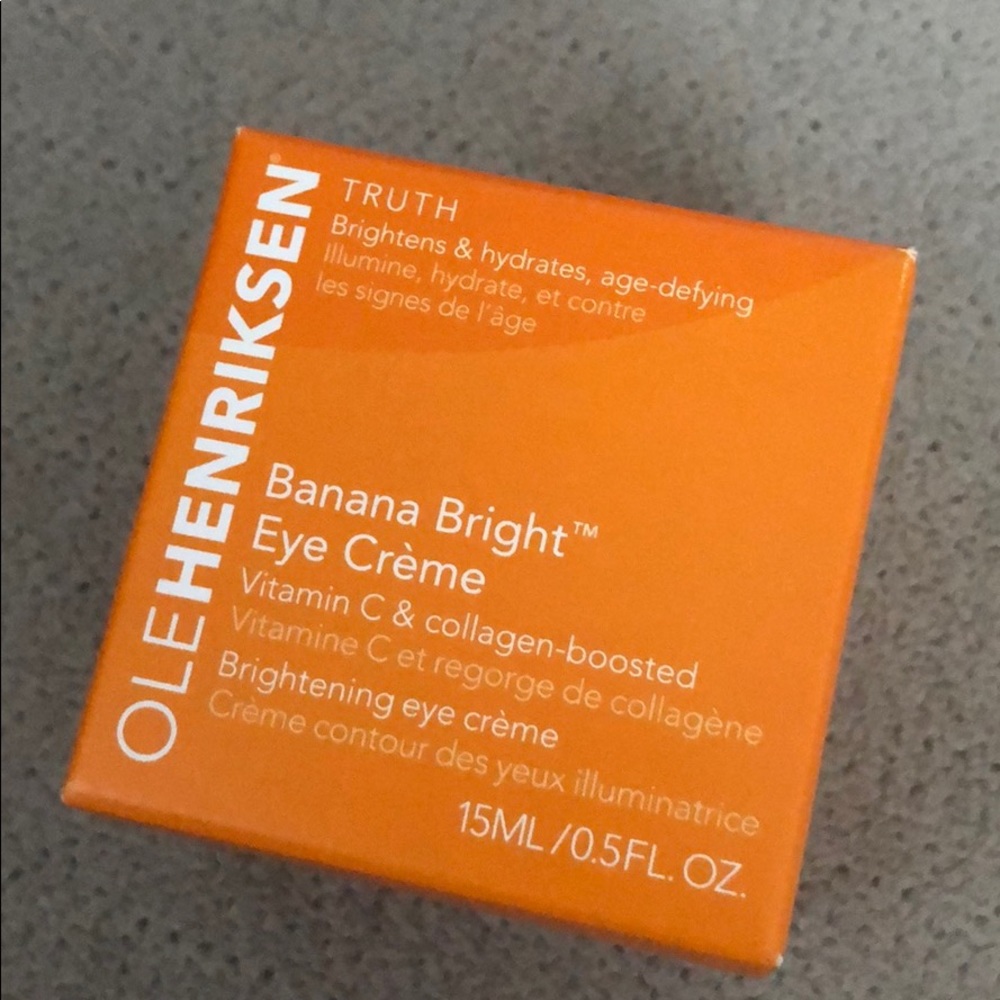 OLEHENRIKSEN
TRUTH
Brightens & hydrates, age-defying
Illumine, hydrate, et contre
les signes de l'âge
Banana Bright™
Eye Crème
Vitamin C & collagen-boosted
Vitamine C et regorge de collagène
Brightening eye crème
Crème contour des yeux illuminatrice
15ML/0.5FL. OZ.